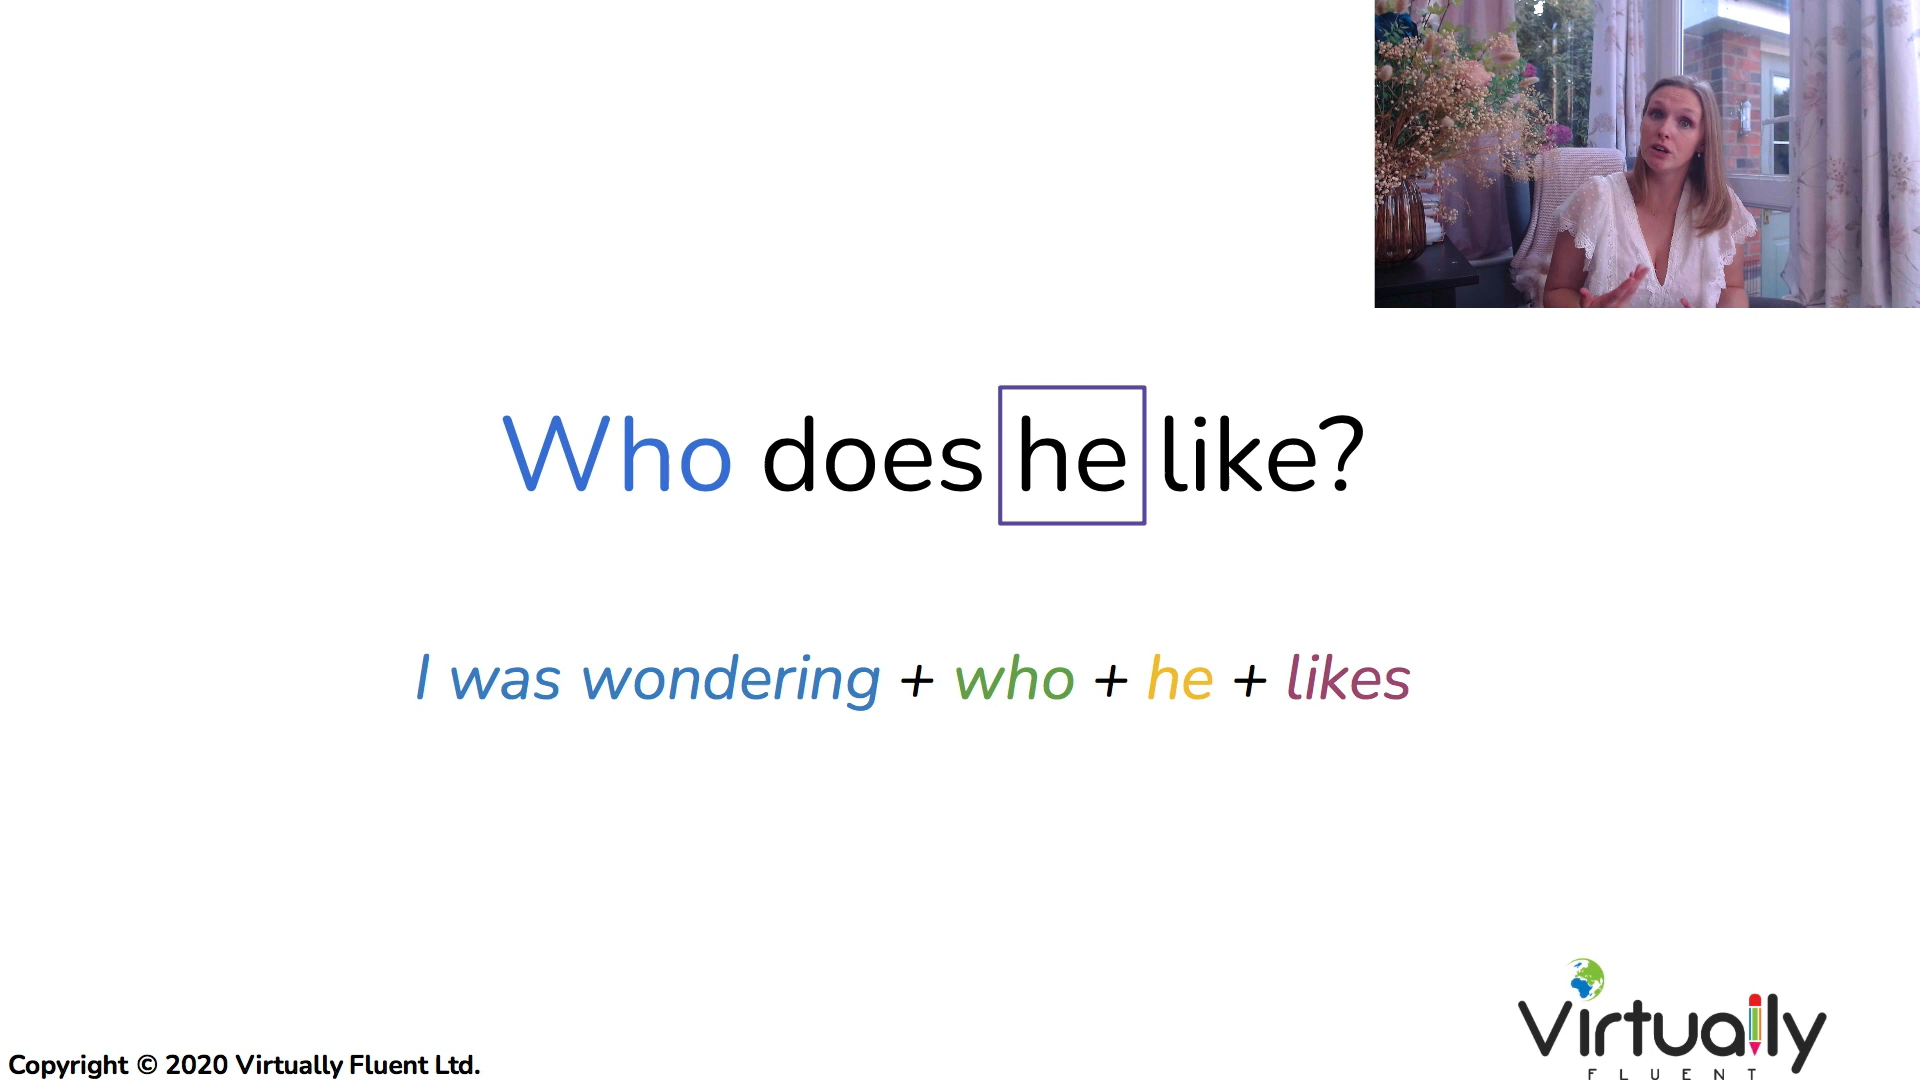 Who does he like?
I was wondering + who + he + likes
Virtually
FLUENT
Copyright © 2020 Virtually Fluent Ltd.